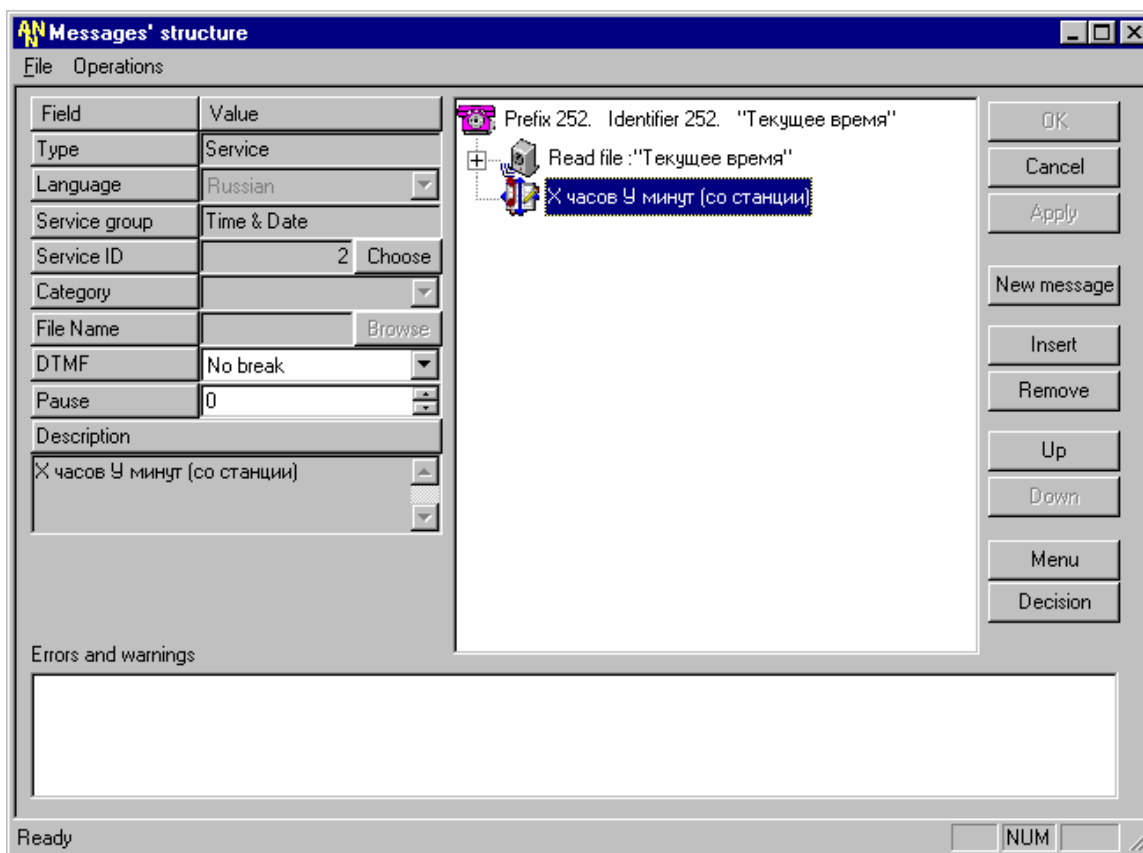 ANN Messages' structure
File Operations
Field Value
Type Service
Language Russian
Service group Time & Date
Service ID 2 Choose
Category
File Name Browse
DTMF No break
Pause 0
Description
X часов У минут (со станции)
Prefix 252. Identifier 252. "Текущее время"
Read file :"Текущее время"
X часов У минут (со станции)
OK
Cancel
Apply
New message
Insert
Remove
Up
Down
Menu
Decision
Errors and warnings
Ready NUM